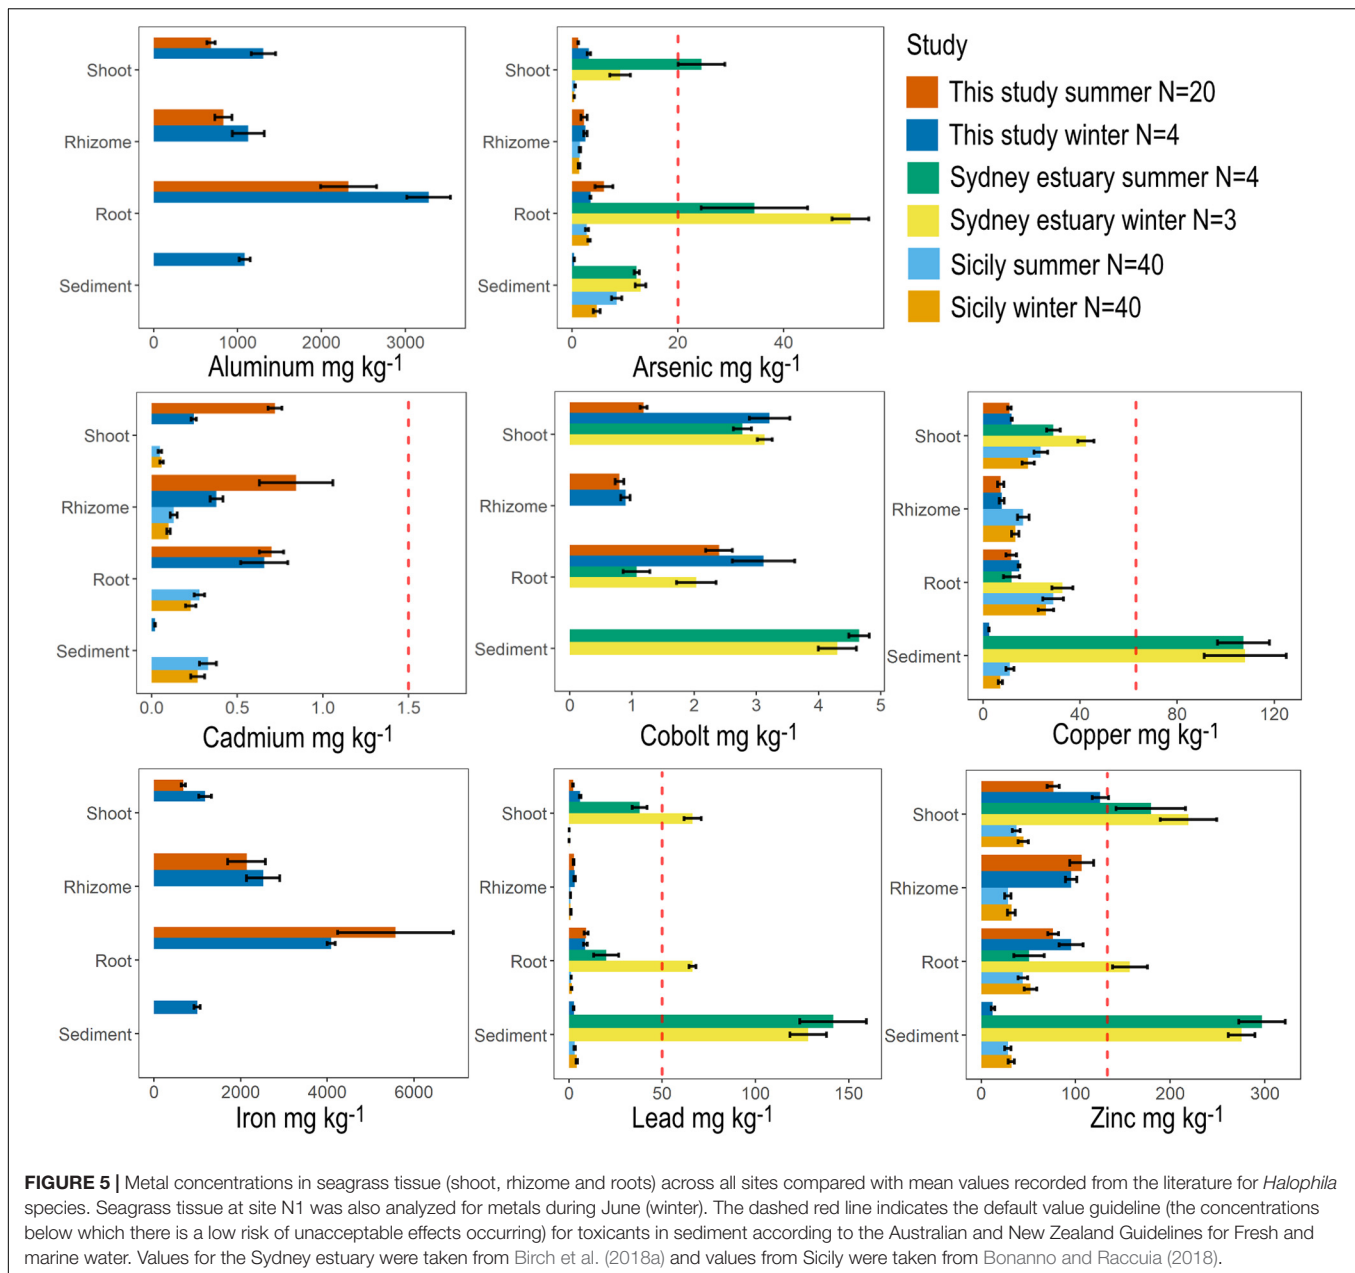 Shoot
Rhizome
Root
Sediment
0 1000 2000 3000
Aluminum mg kg-1
Shoot
Rhizome
Root
Sediment
0 20 40
Arsenic mg kg-1
Study
This study summer N=20
This study winter N=4
Sydney estuary summer N=4
Sydney estuary winter N=3
Sicily summer N=40
Sicily winter N=40
Shoot
Rhizome
Root
Sediment
0.0 0.5 1.0 1.5
Cadmium mg kg-1
Shoot
Rhizome
Root
Sediment
0 1 2 3 4 5
Cobolt mg kg-1
Shoot
Rhizome
Root
Sediment
0 40 80 120
Copper mg kg-1
Shoot
Rhizome
Root
Sediment
0 2000 4000 6000
Iron mg kg-1
Shoot
Rhizome
Root
Sediment
0 50 100 150
Lead mg kg-1
Shoot
Rhizome
Root
Sediment
0 100 200 300
Zinc mg kg-1
FIGURE 5 | Metal concentrations in seagrass tissue (shoot, rhizome and roots) across all sites compared with mean values recorded from the literature for Halophila
species. Seagrass tissue at site N1 was also analyzed for metals during June (winter). The dashed red line indicates the default value guideline (the concentrations
below which there is a low risk of unacceptable effects occurring) for toxicants in sediment according to the Australian and New Zealand Guidelines for Fresh and
marine water. Values for the Sydney estuary were taken from Birch et al. (2018a) and values from Sicily were taken from Bonanno and Raccuia (2018).